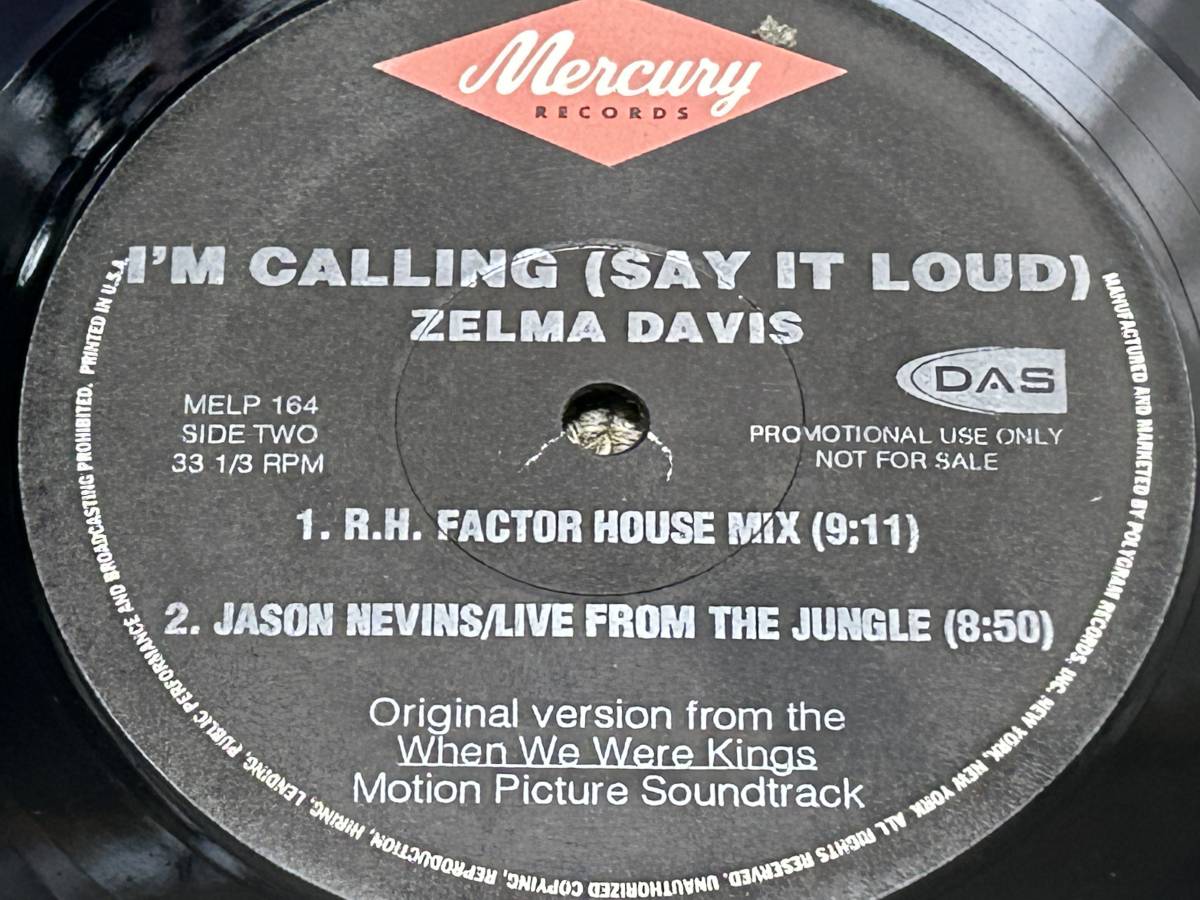 Mercury
RECORDS
I'M CALLING (SAY IT LOUD)
ZELMA DAVIS
DAS
MELP 164
SIDE TWO
33 1/3 RPM
PROMOTIONAL USE ONLY
NOT FOR SALE
1. R.H. FACTOR HOUSE MIX (9:11)
2. JASON NEVINS/LIVE FROM THE JUNGLE (8:50)
Original version from the
When We Were Kings
Motion Picture Soundtrack
MANUFACTURED AND MARKETED BY POLYGRAM RECORDS, INC. NEW YORK, NEW YORK. ALL RIGHTS RESERVED. UNAUTHORIZED COPYING, REPRODUCTION, HIRING, LENDING, PUBLIC PERFORMANCE AND BROADCASTING PROHIBITED. PRINTED IN U.S.A.